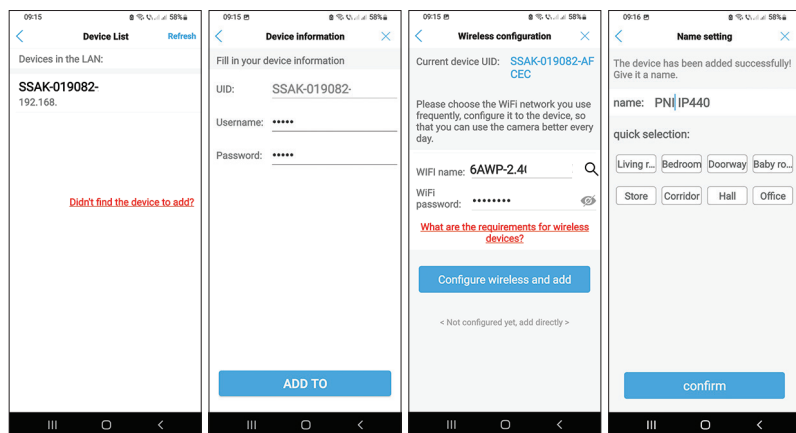 09:15
58%
Device List
Refresh
Devices in the LAN:
SSAK-019082-
192.168.
Didn't find the device to add?
09:15
58%
Device information
Fill in your device information
UID: SSAK-019082-
Username: •••••
Password: •••••
ADD TO
09:15
58%
Wireless configuration
Current device UID: SSAK-019082-AF
CEC
Please choose the WiFi network you use
frequently, configure it to the device, so
that you can use the camera better every
day.
WIFI name: 6AWP-2.4
WiFi
password: ••••••••
What are the requirements for wireless
devices?
Configure wireless and add
< Not configured yet, add directly >
09:16
58%
Name setting
The device has been added successfully!
Give it a name.
name: PNI IP440
quick selection:
Living r... Bedroom Doorway Baby ro...
Store Corridor Hall Office
confirm